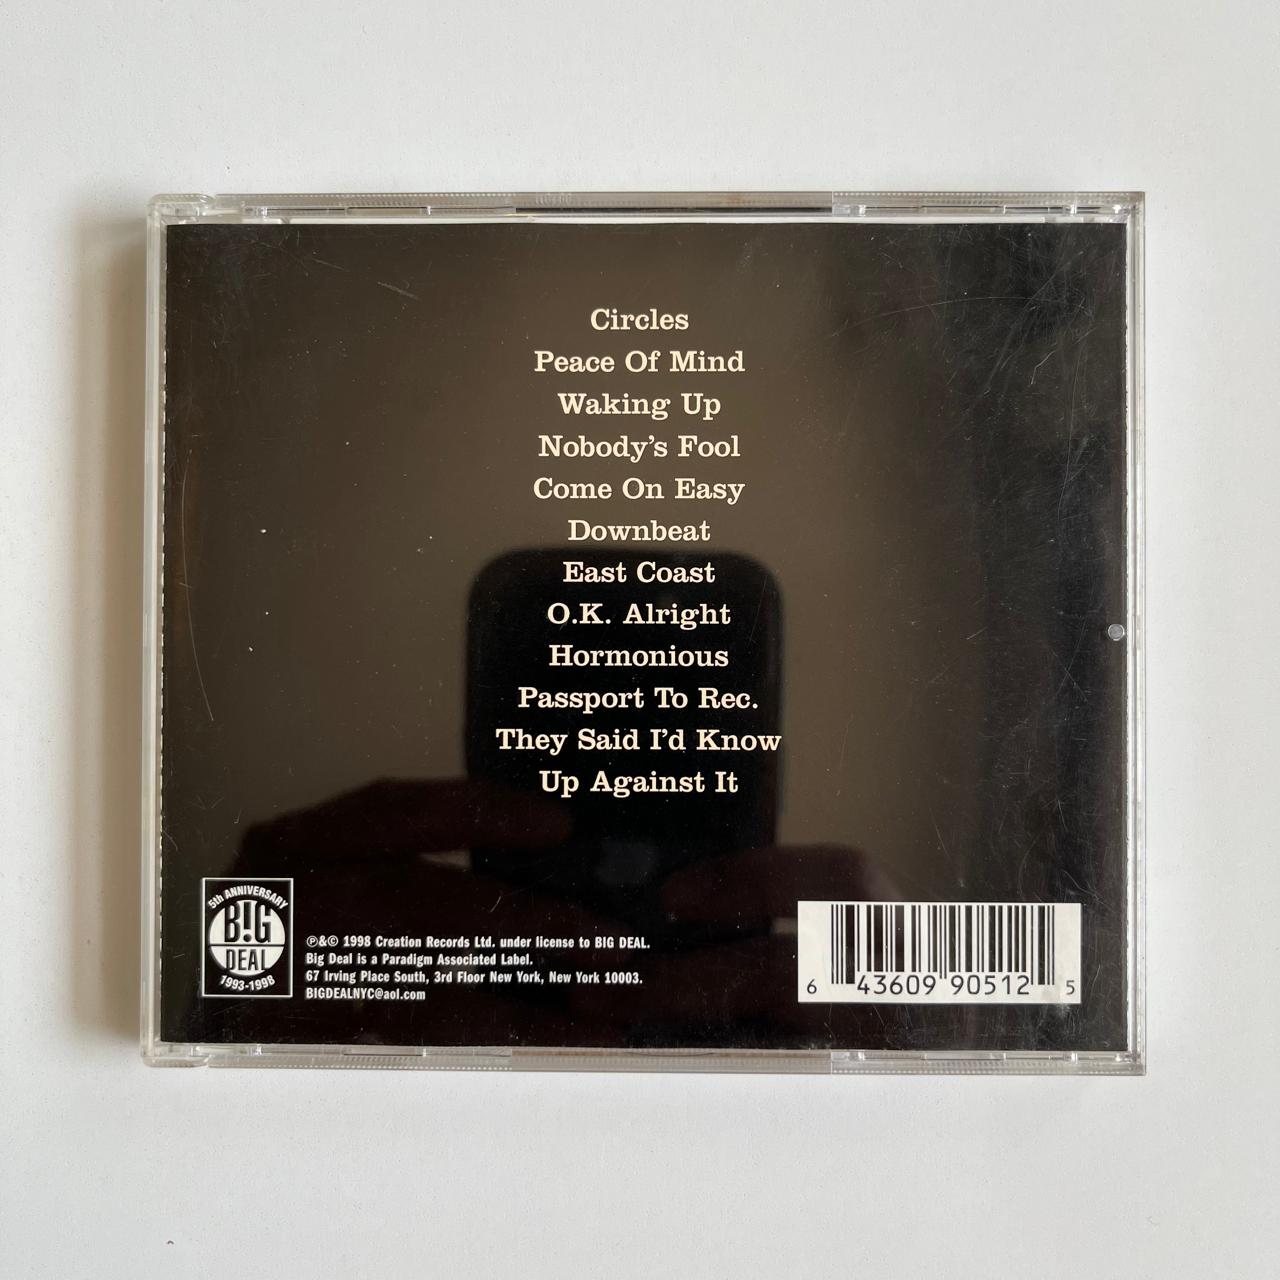 Circles
Peace Of Mind
Waking Up
Nobody's Fool
Come On Easy
Downbeat
East Coast
O.K. Alright
Hormonious
Passport To Rec.
They Said I'd Know
Up Against It
5th ANNIVERSARY
B!G
DEAL
1993-1998
℗&© 1998 Creation Records Ltd. under license to BIG DEAL.
Big Deal is a Paradigm Associated Label.
67 Irving Place South, 3rd Floor New York, New York 10003.
BIGDEALNYC@aol.com
6 43609 90512 5